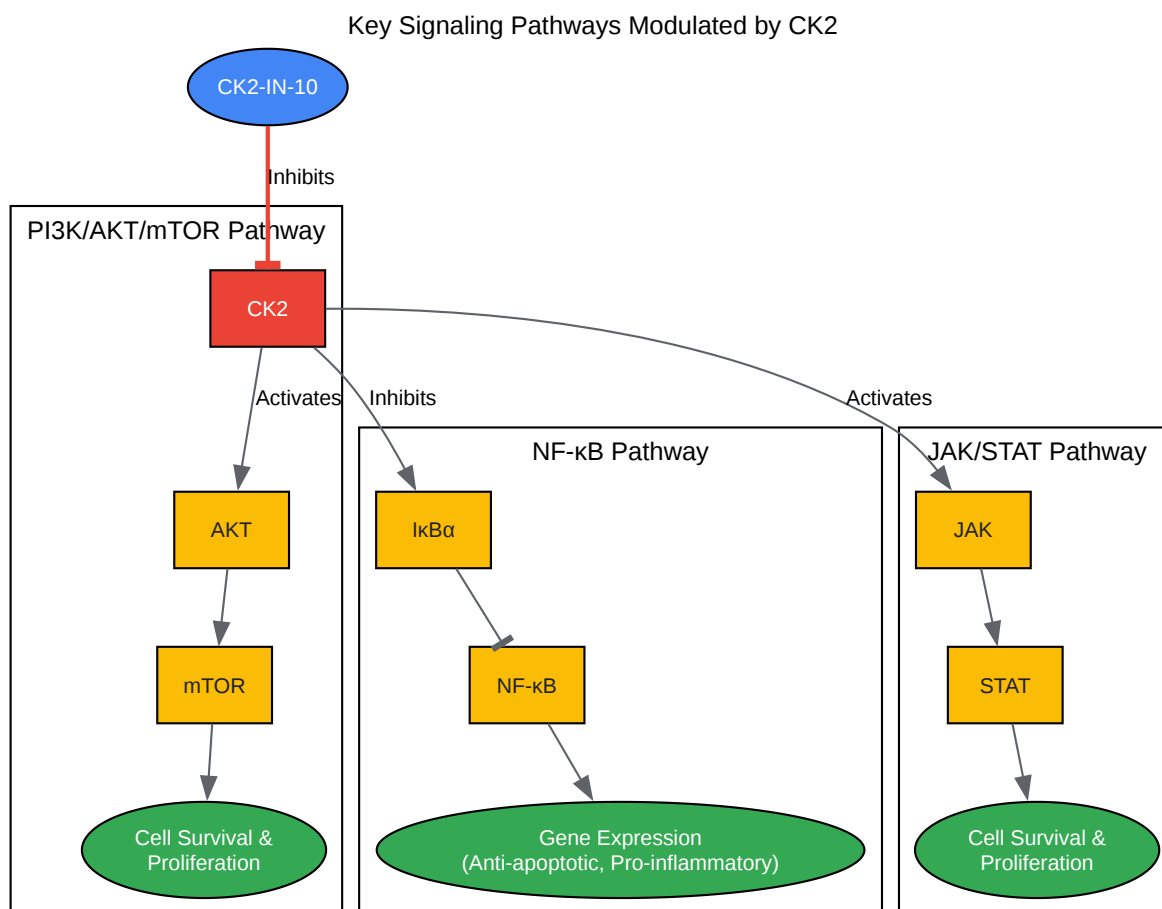 Key Signaling Pathways Modulated by CK2
CK2-IN-10
Inhibits
PI3K/AKT/mTOR Pathway
CK2
Activates
Inhibits
Activates
NF-κB Pathway
JAK/STAT Pathway
AKT
IκBα
JAK
mTOR
NF-κB
STAT
Cell Survival &
Proliferation
Gene Expression
(Anti-apoptotic, Pro-inflammatory)
Cell Survival &
Proliferation